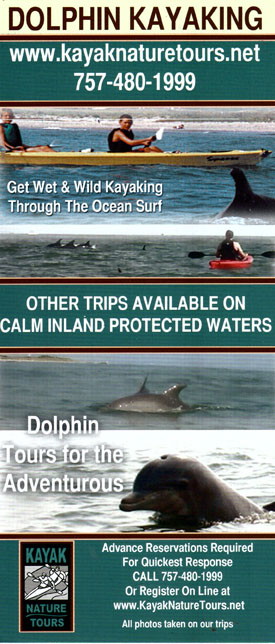 DOLPHIN KAYAKING
www.kayaknaturetours.net
757-480-1999
Get Wet & Wild Kayaking
Through The Ocean Surf
OTHER TRIPS AVAILABLE ON
CALM INLAND PROTECTED WATERS
Dolphin
Tours for the
Adventurous
KAYAK
NATURE
TOURS
Advance Reservations Required
For Quickest Response
CALL 757-480-1999
Or Register On Line at
www.KayakNatureTours.net
All photos taken on our trips